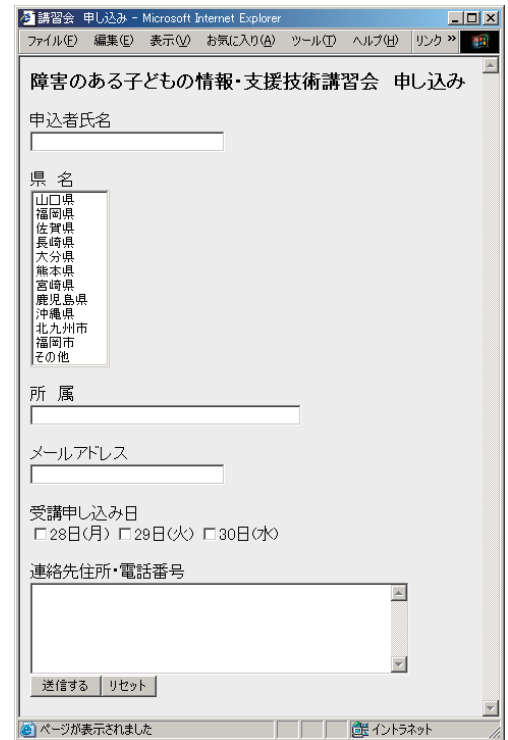 講習会 申し込み - Microsoft Internet Explorer
ファイル(F) 編集(E) 表示(V) お気に入り(A) ツール(T) ヘルプ(H) リンク »
障害のある子どもの情報・支援技術講習会 申し込み
申込者氏名
県 名
山口県
福岡県
佐賀県
長崎県
大分県
熊本県
宮崎県
鹿児島県
沖縄県
北九州市
福岡市
その他
所 属
メールアドレス
受講申し込み日
28日(月) 29日(火) 30日(水)
連絡先住所・電話番号
送信する リセット
ページが表示されました イントラネット